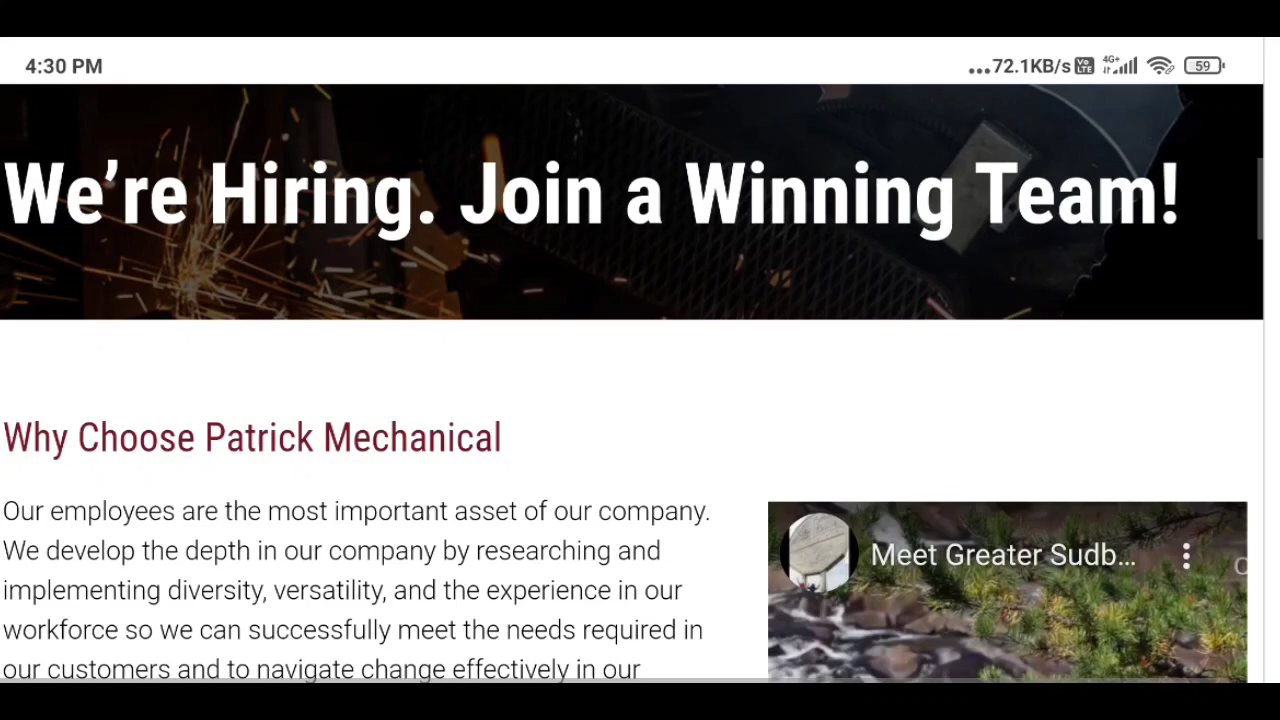 4:30 PM
...72.1KB/s Vo LTE 4G+ 59
We’re Hiring. Join a Winning Team!
Why Choose Patrick Mechanical
Our employees are the most important asset of our company.
We develop the depth in our company by researching and
implementing diversity, versatility, and the experience in our
workforce so we can successfully meet the needs required in
our customers and to navigate change effectively in our
Meet Greater Sudb...